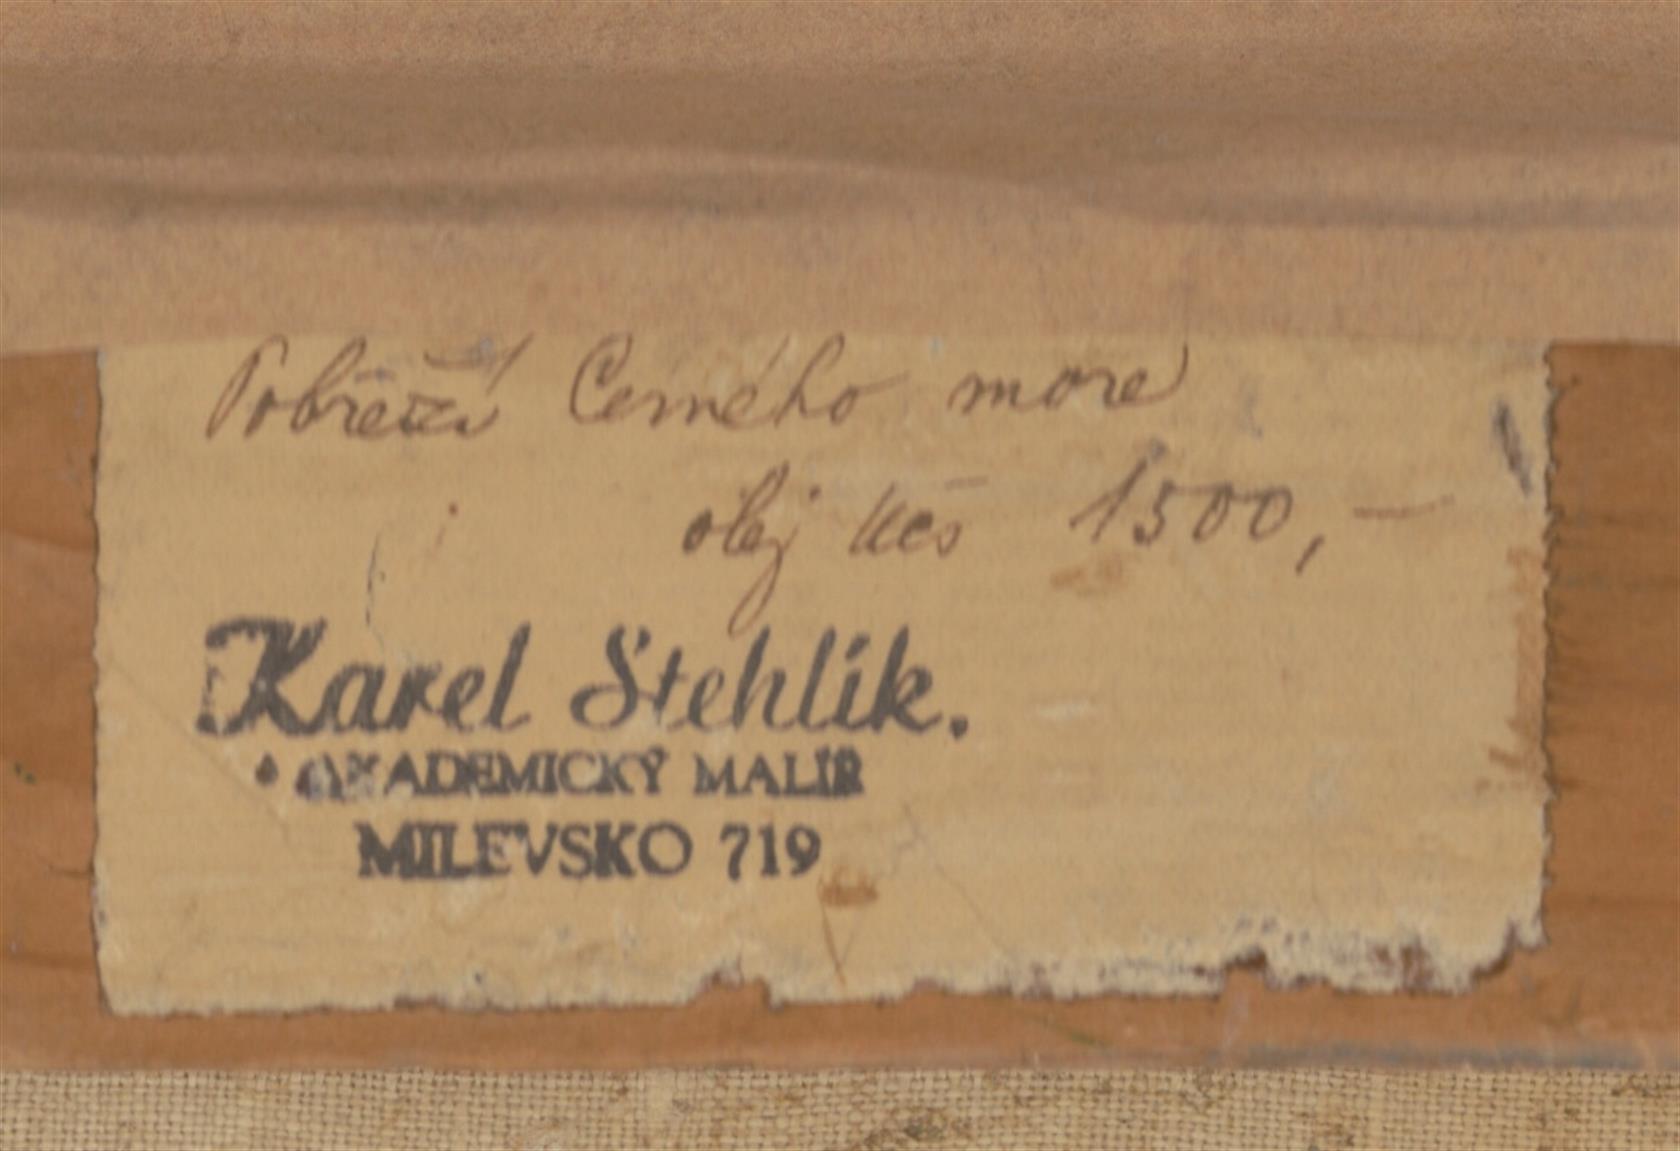 Pobřeží Černého moře
olej Kčs 1500,-
Karel Stehlík.
AKADEMICKÝ MALÍŘ
MILEVSKO 719